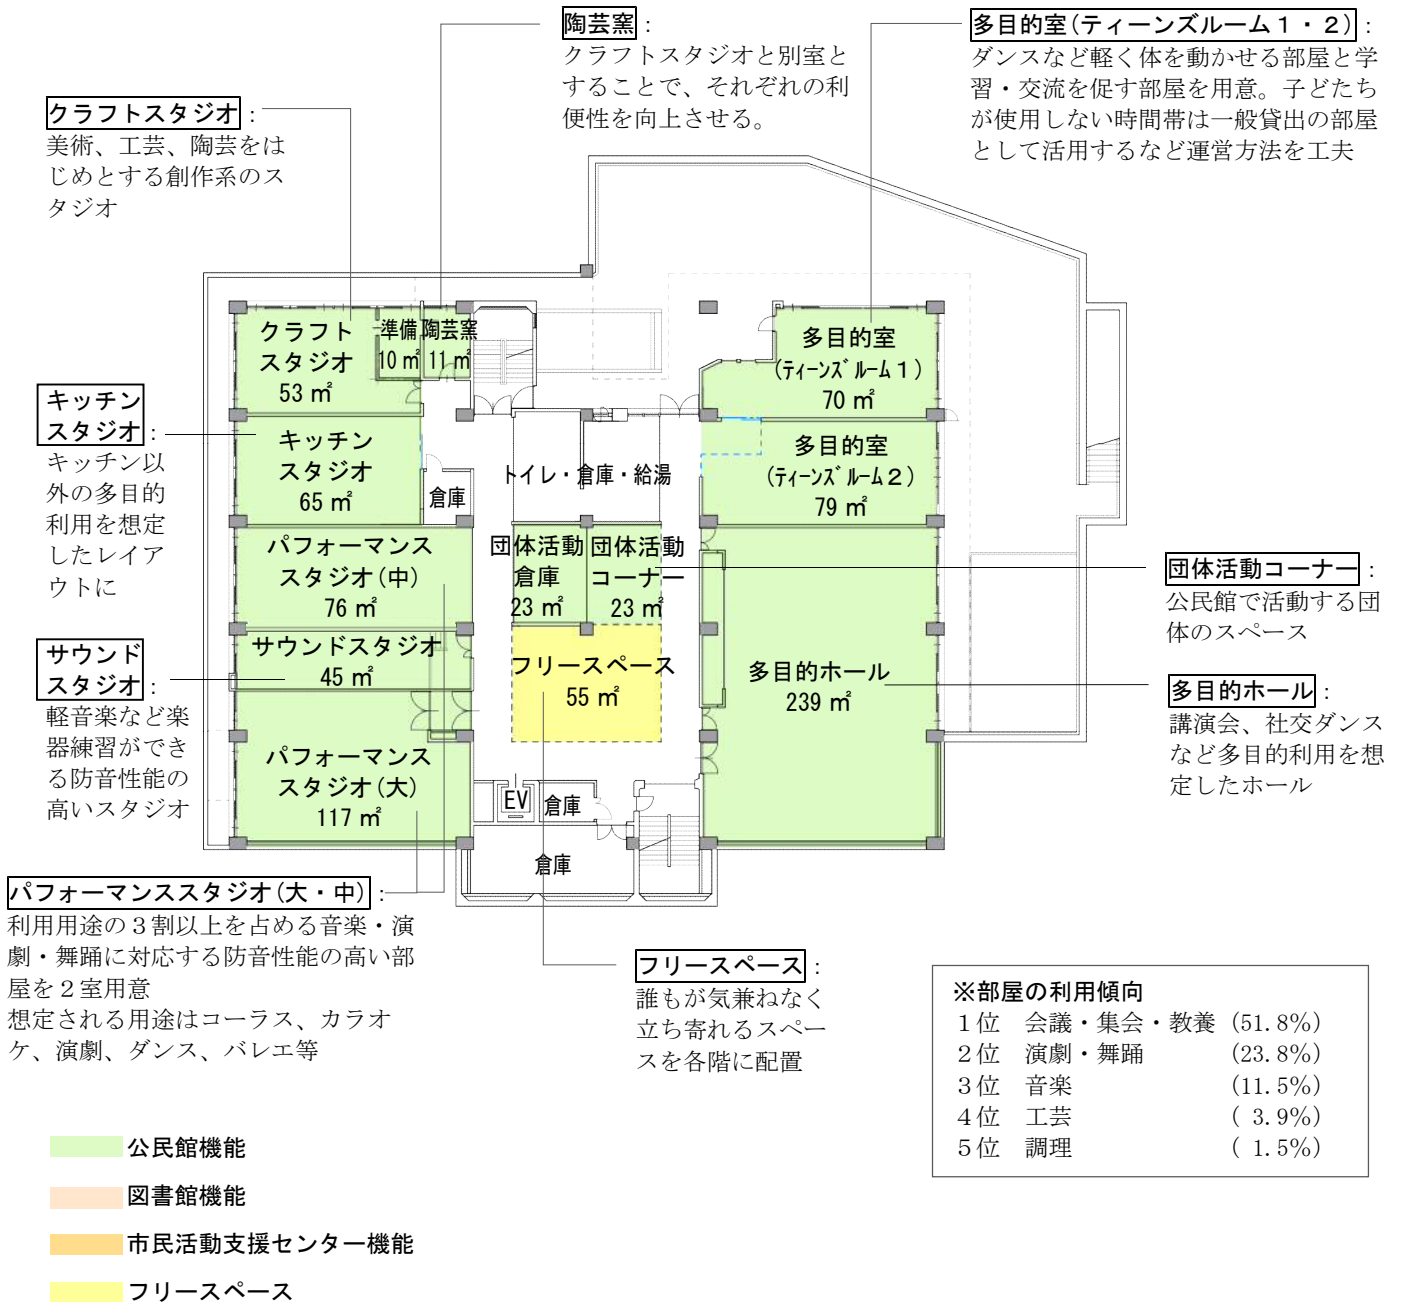 陶芸窯：
クラフトスタジオと別室と
することで、それぞれの利
便性を向上させる。
多目的室(ティーンズルーム１・２)：
ダンスなど軽く体を動かせる部屋と学
習・交流を促す部屋を用意。子どもたち
が使用しない時間帯は一般貸出の部屋
として活用するなど運営方法を工夫
クラフトスタジオ：
美術、工芸、陶芸をは
じめとする創作系のス
タジオ
キッチン
スタジオ：
キッチン以
外の多目的
利用を想定
したレイア
ウトに
サウンド
スタジオ：
軽音楽など楽
器練習ができ
る防音性能の
高いスタジオ
クラフト
スタジオ
53 ㎡
準備
10 ㎡
陶芸窯
11 ㎡
多目的室
(ﾃｨｰﾝｽﾞﾙｰﾑ１)
70 ㎡
キッチン
スタジオ
65 ㎡
倉庫
トイレ・倉庫・給湯
多目的室
(ﾃｨｰﾝｽﾞﾙｰﾑ２)
79 ㎡
パフォーマンス
スタジオ(中)
76 ㎡
団体活動
倉庫
23 ㎡
団体活動
コーナー
23 ㎡
サウンドスタジオ
45 ㎡
フリースペース
55 ㎡
多目的ホール
239 ㎡
パフォーマンス
スタジオ(大)
117 ㎡
EV
倉庫
倉庫
団体活動コーナー：
公民館で活動する団
体のスペース
多目的ホール：
講演会、社交ダンス
など多目的利用を想
定したホール
パフォーマンススタジオ(大・中)：
利用用途の３割以上を占める音楽・演
劇・舞踊に対応する防音性能の高い部
屋を２室用意
想定される用途はコーラス、カラオ
ケ、演劇、ダンス、バレエ等
フリースペース：
誰もが気兼ねなく
立ち寄れるスペー
スを各階に配置
※部屋の利用傾向
１位　会議・集会・教養 (51.8%)
２位　演劇・舞踊 (23.8%)
３位　音楽 (11.5%)
４位　工芸 ( 3.9%)
５位　調理 ( 1.5%)
公民館機能
図書館機能
市民活動支援センター機能
フリースペース